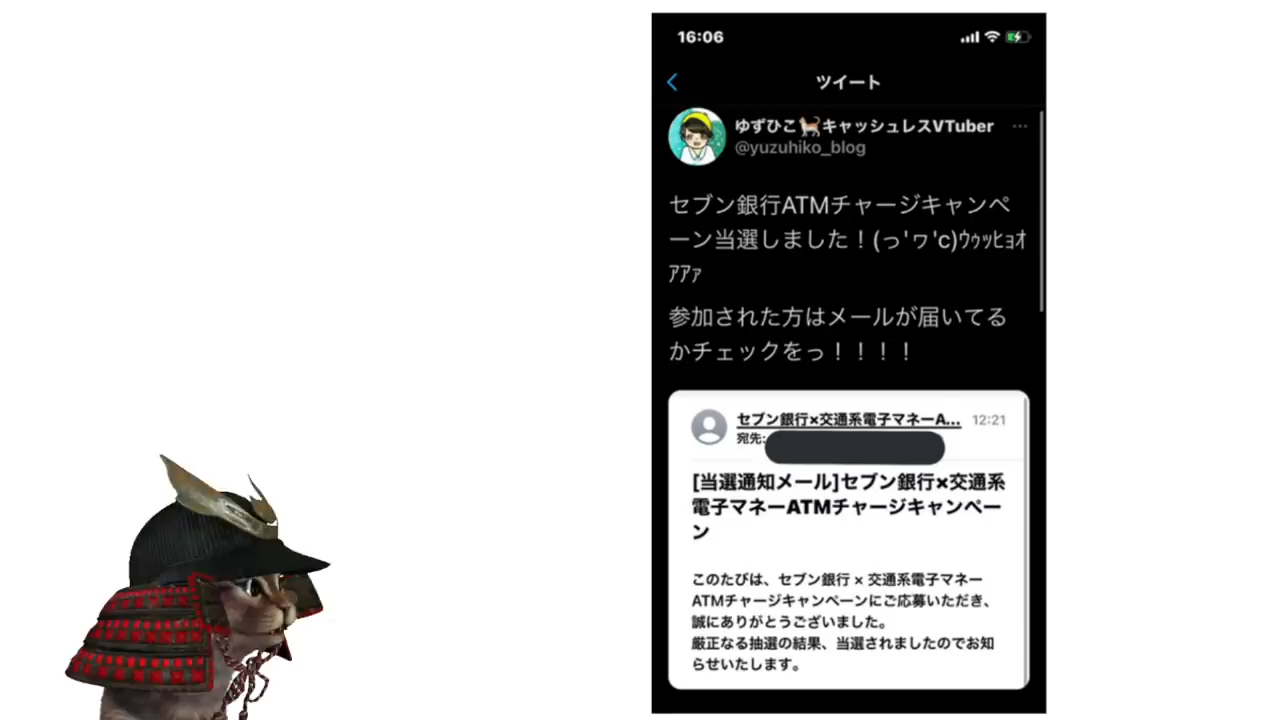 16:06
ツイート
ゆずひこ🐈キャッシュレスVTuber
@yuzuhiko_blog
セブン銀行ATMチャージキャンペ
ーン当選しました！(っ'ヮ'c)ｳｩｯﾋｮｵ
ｱｱｧ
参加された方はメールが届いてる
かチェックをっ！！！！
セブン銀行×交通系電子マネーA...
12:21
宛先:
[当選通知メール]セブン銀行×交通系
電子マネーATMチャージキャンペー
ン
このたびは、セブン銀行 × 交通系電子マネー
ATMチャージキャンペーンにご応募いただき、
誠にありがとうございました。
厳正なる抽選の結果、当選されましたのでお知
らせいたします。